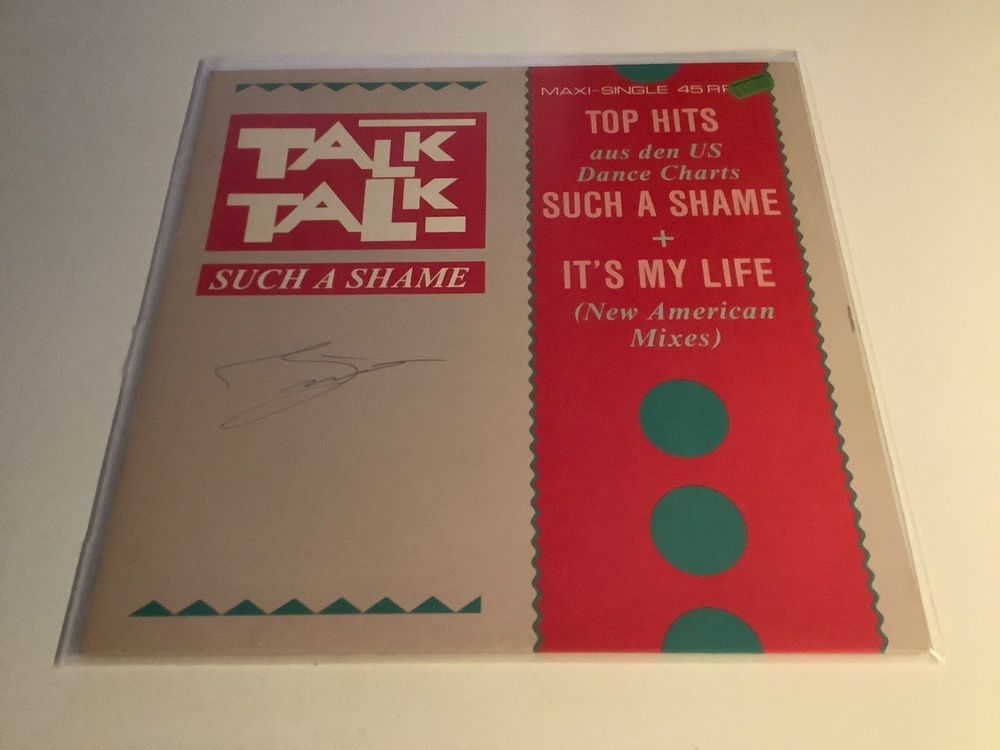 TALK
TALK
SUCH A SHAME
MAXI-SINGLE 45
TOP HITS
aus den US
Dance Charts
SUCH A SHAME
+
IT'S MY LIFE
(New American
Mixes)